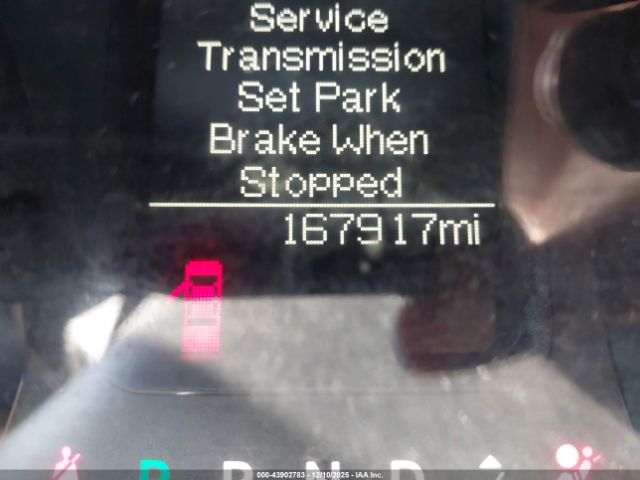 Service
Transmission
Set Park
Brake When
Stopped
167917mi
P R N D
000-43902783 - 12/10/2025 - IAA Inc.